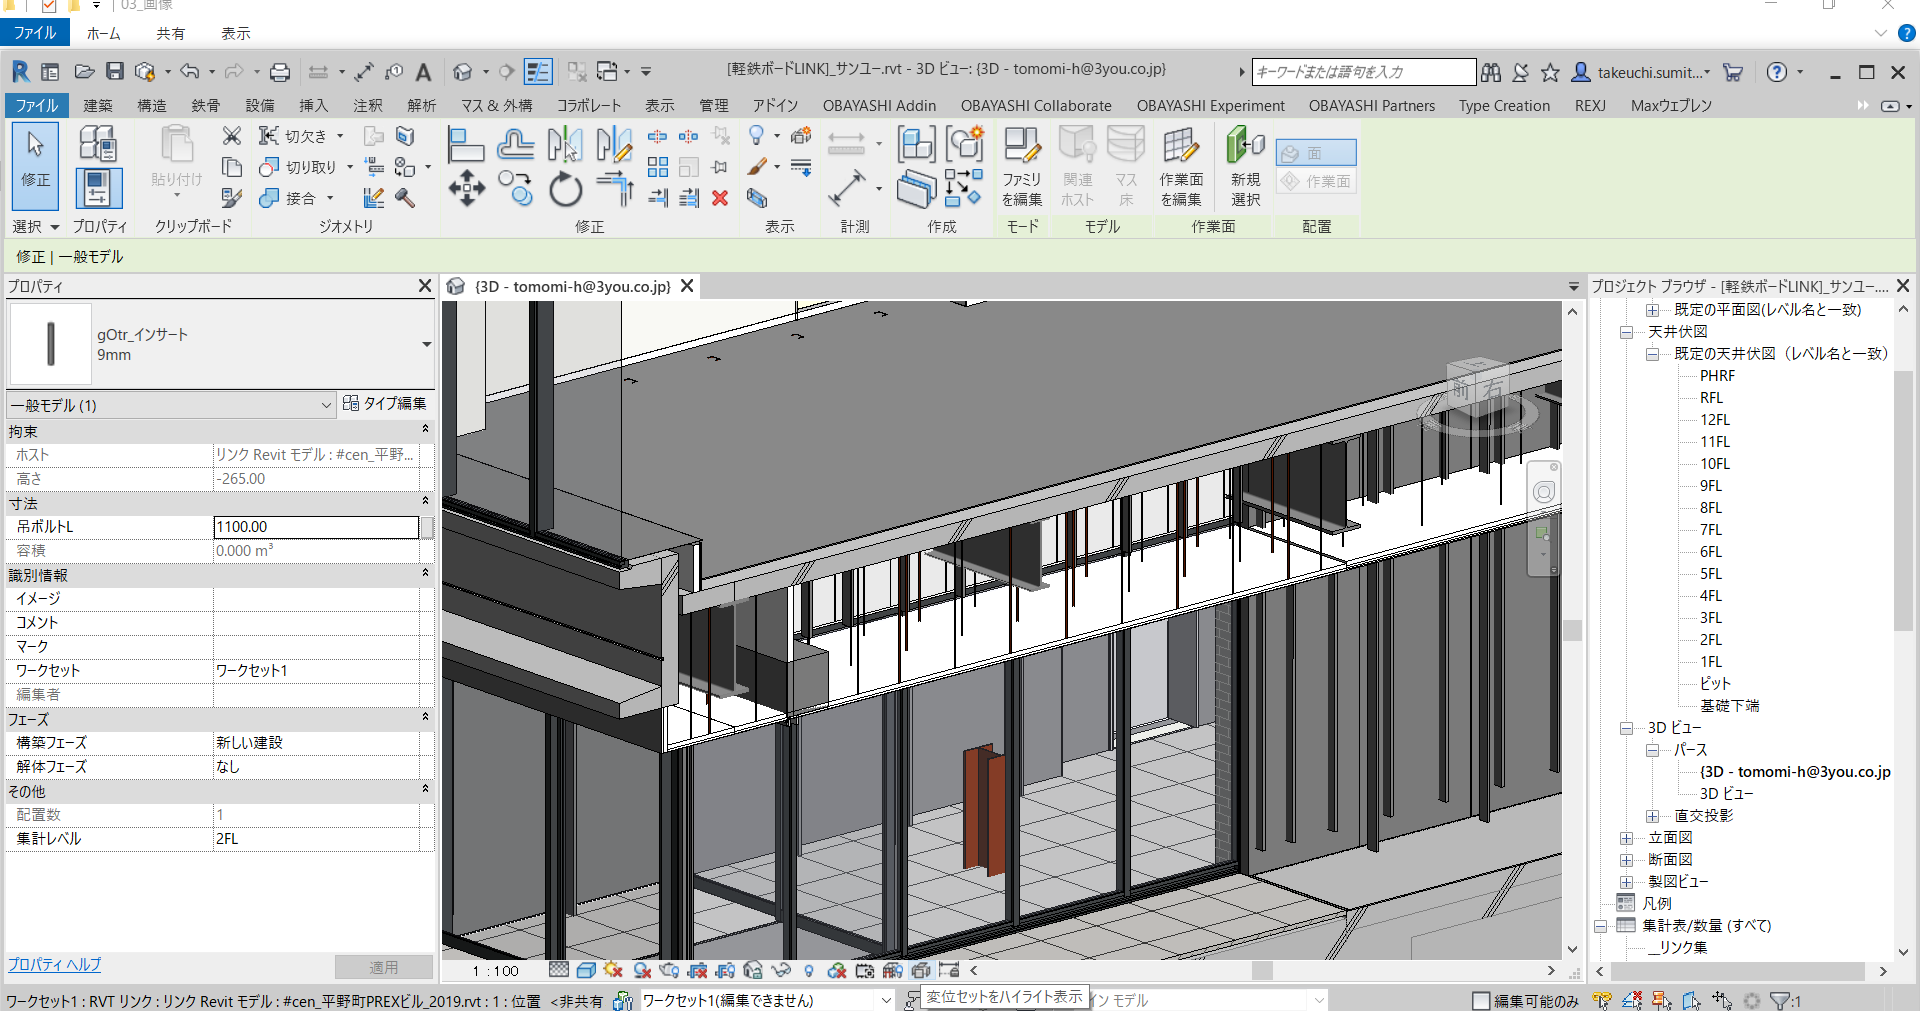 03_画像
ファイル ホーム 共有 表示
[軽鉄ボードLINK]_サンユー.rvt - 3D ビュー: {3D - tomomi-h@3you.co.jp}
キーワードまたは語句を入力
takeuchi.sumit...
ファイル 建築 構造 鉄骨 設備 挿入 注釈 解析 マス & 外構 コラボレート 表示 管理 アドイン OBAYASHI Addin OBAYASHI Collaborate OBAYASHI Experiment OBAYASHI Partners Type Creation REXJ Maxウェブレン
修正
貼り付け
切欠き
切り取り
接合
ファミリを編集
関連ホスト
マス床
作業面を編集
新規選択
面
作業面
選択 プロパティ クリップボード ジオメトリ 修正 表示 計測 作成 モード モデル 作業面 配置
修正 | 一般モデル
プロパティ
{3D - tomomi-h@3you.co.jp}
プロジェクト ブラウザ - [軽鉄ボードLINK]_サンユー....
gOtr_インサート
9mm
一般モデル (1)
タイプ編集
拘束
ホスト リンク Revit モデル : #cen_平野...
高さ -265.00
寸法
吊ボルトL 1100.00
容積 0.000 m³
識別情報
イメージ
コメント
マーク
ワークセット ワークセット1
編集者
フェーズ
構築フェーズ 新しい建設
解体フェーズ なし
その他
配置数 1
集計レベル 2FL
プロパティ ヘルプ
適用
前 右 上
既定の平面図(レベル名と一致)
天井伏図
既定の天井伏図（レベル名と一致）
PHRF
RFL
12FL
11FL
10FL
9FL
8FL
7FL
6FL
5FL
4FL
3FL
2FL
1FL
ピット
基礎下端
3D ビュー
パース
{3D - tomomi-h@3you.co.jp
3D ビュー
直交投影
立面図
断面図
製図ビュー
凡例
集計表/数量 (すべて)
__リンク集
1 : 100
ワークセット1 : RVT リンク : リンク Revit モデル : #cen_平野町PREXビル_2019.rvt : 1 : 位置 <非共有
ワークセット1(編集できません)
変位セットをハイライト表示
イン モデル
編集可能のみ
:1